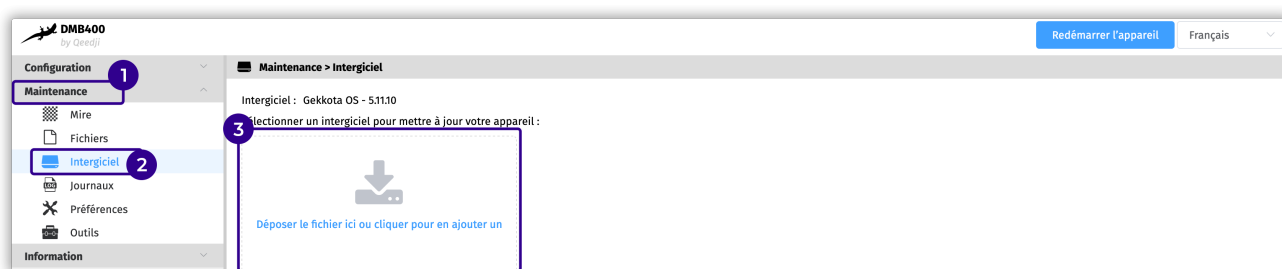 DMB400
by Qeedji
Redémarrer l'appareil
Français
Configuration
1
Maintenance
Mire
Fichiers
Intergiciel
2
Journaux
Préférences
Outils
Information
Maintenance > Intergiciel
Intergiciel : Gekkota OS - 5.11.10
3
électionner un intergiciel pour mettre à jour votre appareil :
Déposer le fichier ici ou cliquer pour en ajouter un